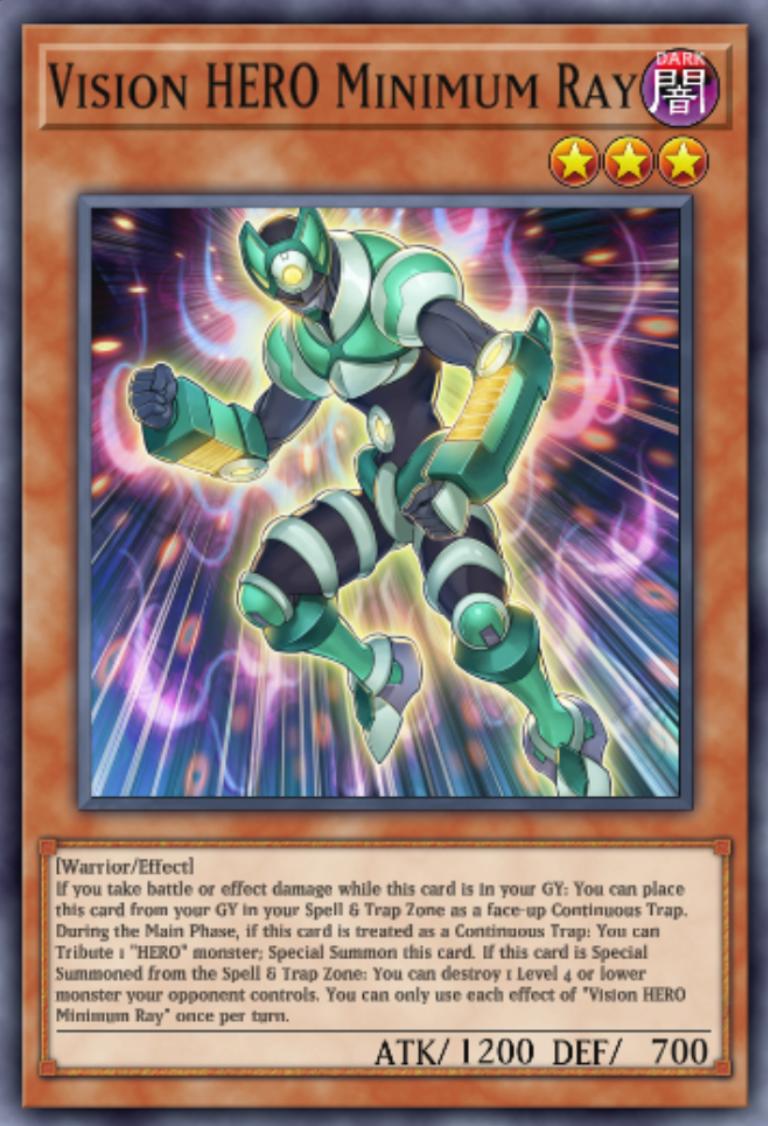 Vision HERO Minimum Ray
DARK
闇
[Warrior/Effect]
If you take battle or effect damage while this card is in your GY: You can place
this card from your GY in your Spell & Trap Zone as a face-up Continuous Trap.
During the Main Phase, if this card is treated as a Continuous Trap: You can
Tribute 1 "HERO" monster; Special Summon this card. If this card is Special
Summoned from the Spell & Trap Zone: You can destroy 1 Level 4 or lower
monster your opponent controls. You can only use each effect of "Vision HERO
Minimum Ray" once per turn.
ATK/ 1200 DEF/ 700